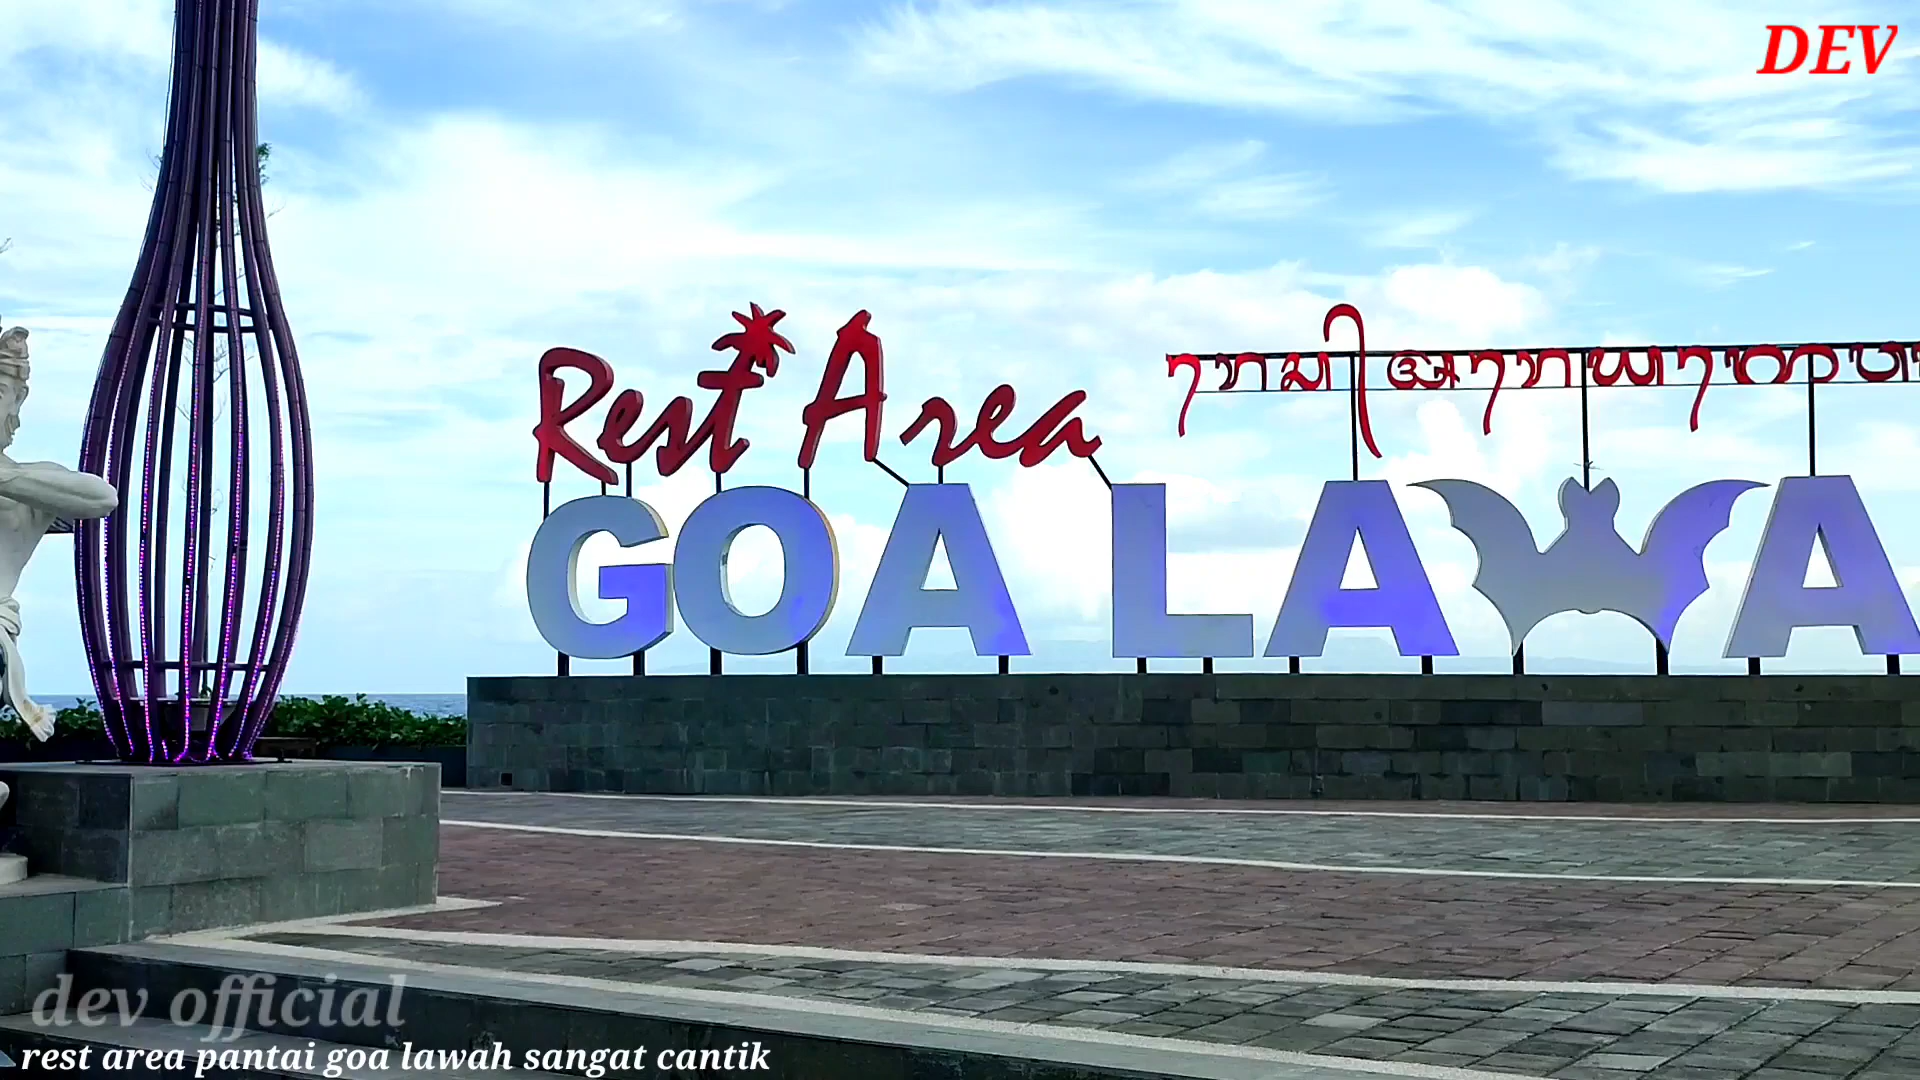 DEV
Rest Area
GOA LAWA
dev official
rest area pantai goa lawah sangat cantik